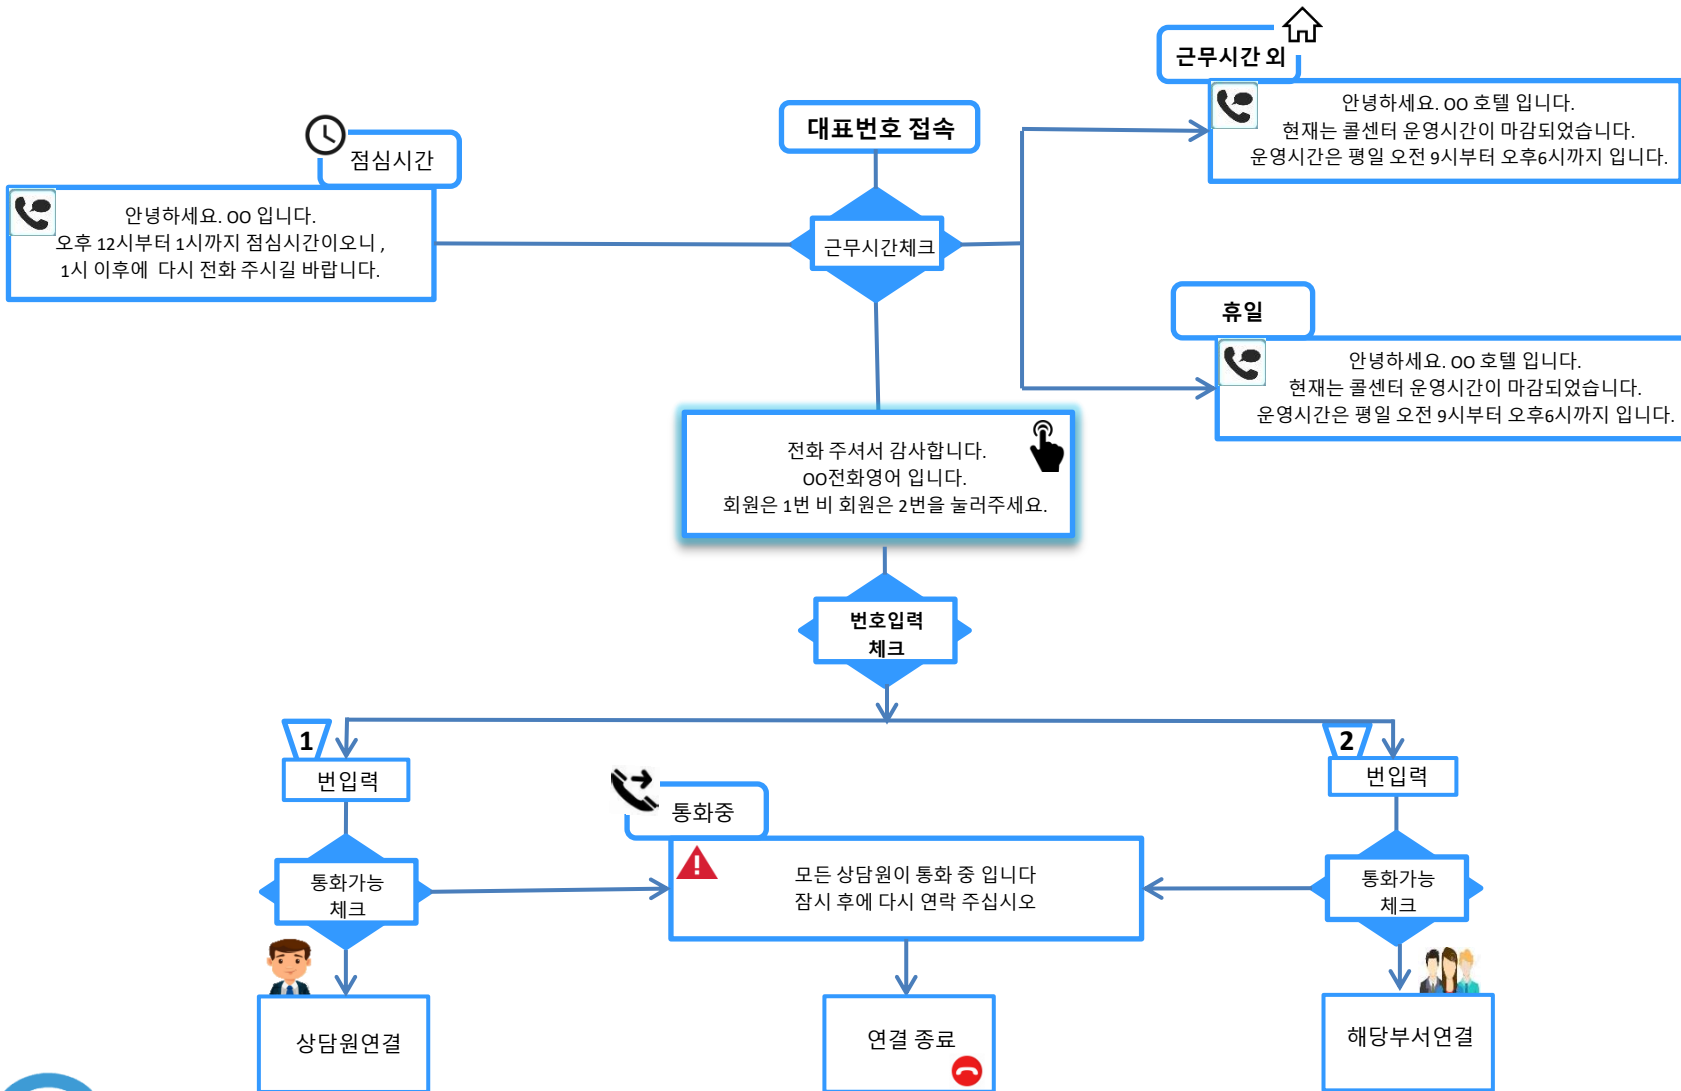 근무시간 외
안녕하세요. OO 호텔 입니다.
현재는 콜센터 운영시간이 마감되었습니다.
운영시간은 평일 오전 9시부터 오후6시까지 입니다.
대표번호 접속
점심시간
안녕하세요. OO 입니다.
오후 12시부터 1시까지 점심시간이오니 ,
1시 이후에 다시 전화 주시길 바랍니다.
근무시간체크
휴일
안녕하세요. OO 호텔 입니다.
현재는 콜센터 운영시간이 마감되었습니다.
운영시간은 평일 오전 9시부터 오후6시까지 입니다.
전화 주셔서 감사합니다.
OO전화영어 입니다.
회원은 1번 비 회원은 2번을 눌러주세요.
번호입력
체크
1
번입력
2
번입력
통화중
모든 상담원이 통화 중 입니다
잠시 후에 다시 연락 주십시오
통화가능
체크
통화가능
체크
상담원연결
연결 종료
해당부서연결